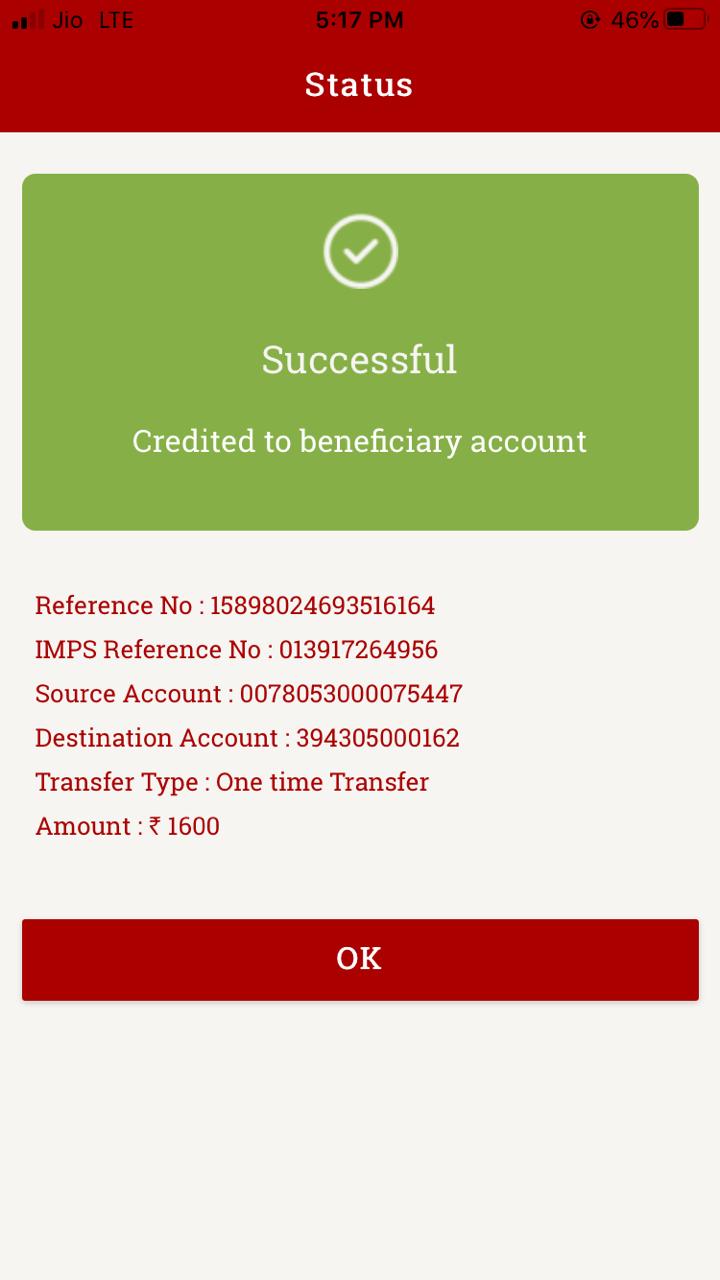 Jio LTE 5:17 PM 46%
Status
Successful
Credited to beneficiary account
Reference No : 15898024693516164
IMPS Reference No : 013917264956
Source Account : 0078053000075447
Destination Account : 394305000162
Transfer Type : One time Transfer
Amount : ₹ 1600
OK